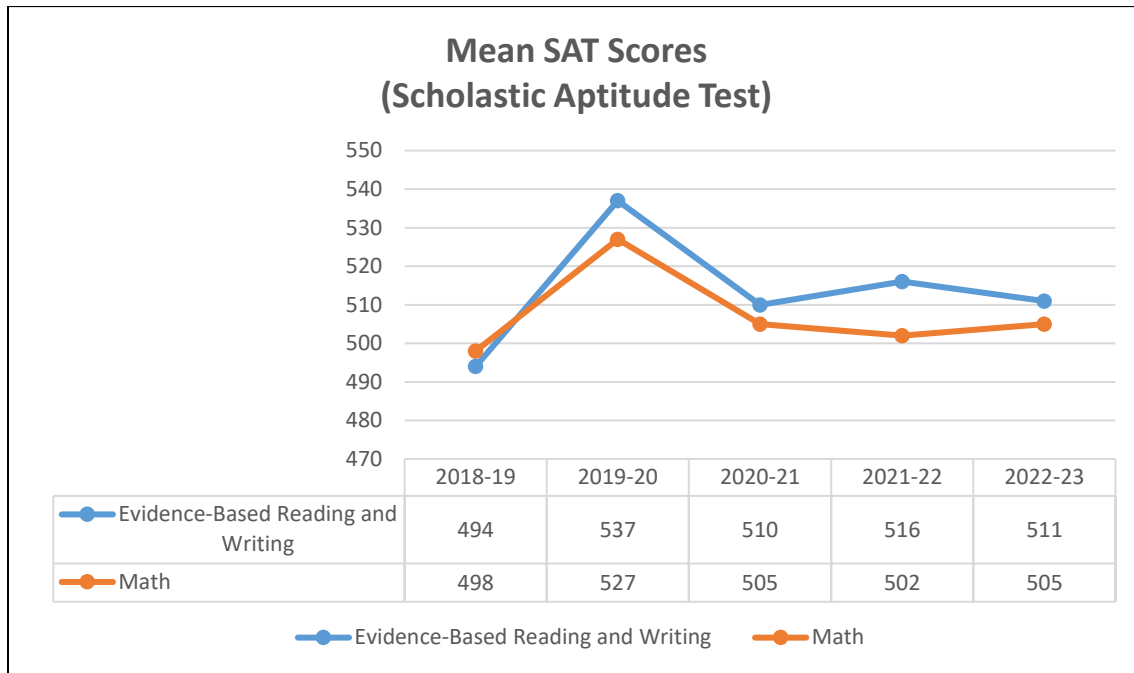 Mean SAT Scores
(Scholastic Aptitude Test)
550
540
530
520
510
500
490
480
470
2018-19 2019-20 2020-21 2021-22 2022-23
Evidence-Based Reading and
Writing 494 537 510 516 511
Math 498 527 505 502 505
Evidence-Based Reading and Writing Math